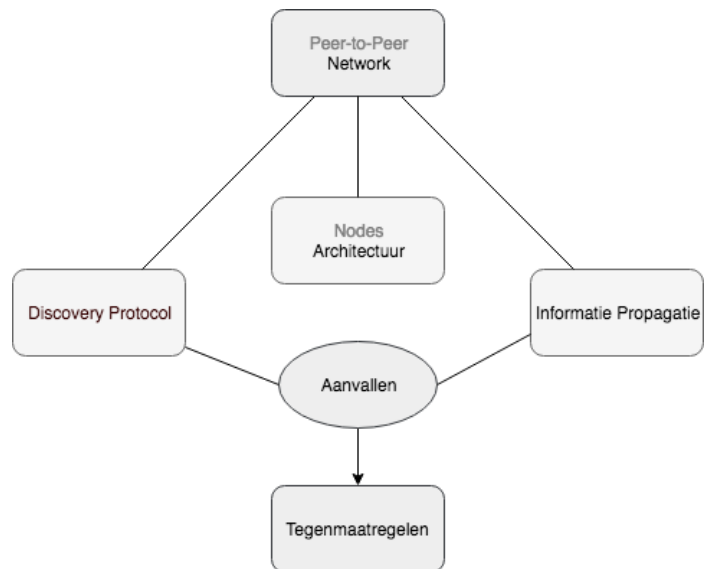 Peer-to-Peer
Network
Nodes
Architectuur
Discovery Protocol
Informatie Propagatie
Aanvallen
Tegenmaatregelen